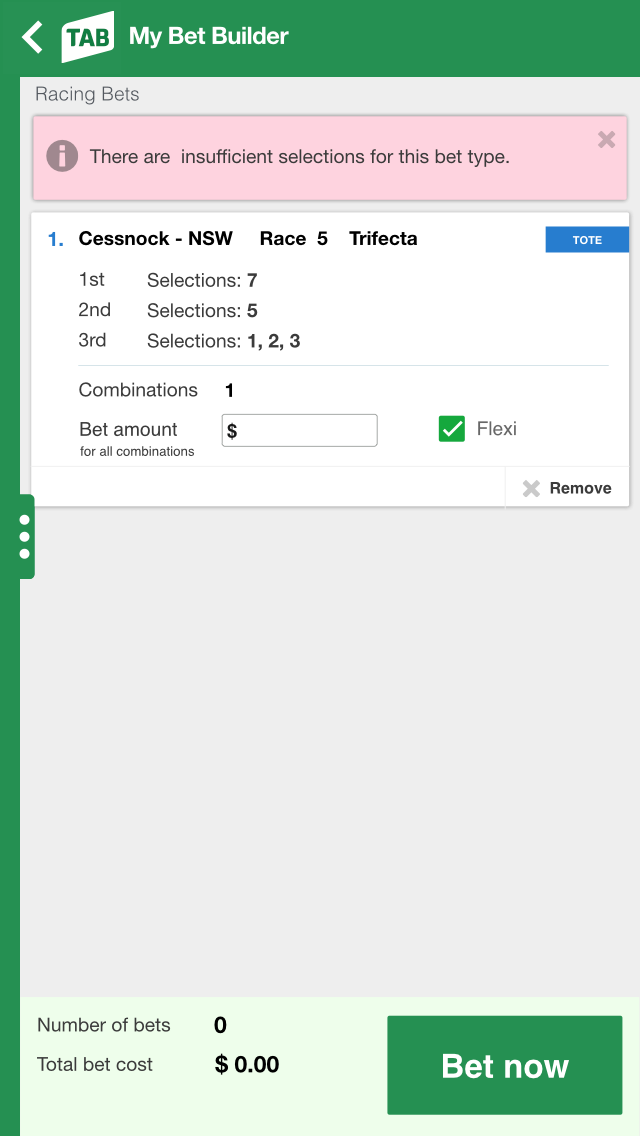 TAB My Bet Builder
Racing Bets
There are insufficient selections for this bet type.
1. Cessnock - NSW Race 5 Trifecta TOTE
1st Selections: 7
2nd Selections: 5
3rd Selections: 1, 2, 3
Combinations 1
Bet amount $ Flexi
for all combinations
Remove
Number of bets 0
Total bet cost $ 0.00
Bet now